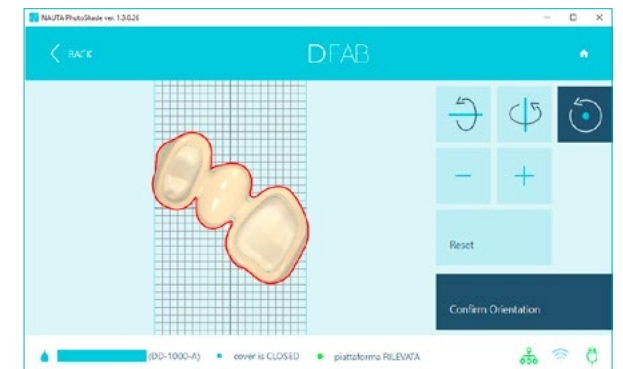 NAUTA PhotoShade ver. 1.3.0.26
BACK
DFAB
Reset
Confirm Orientation
(DD-1000-A) cover is CLOSED piattaforma RILEVATA